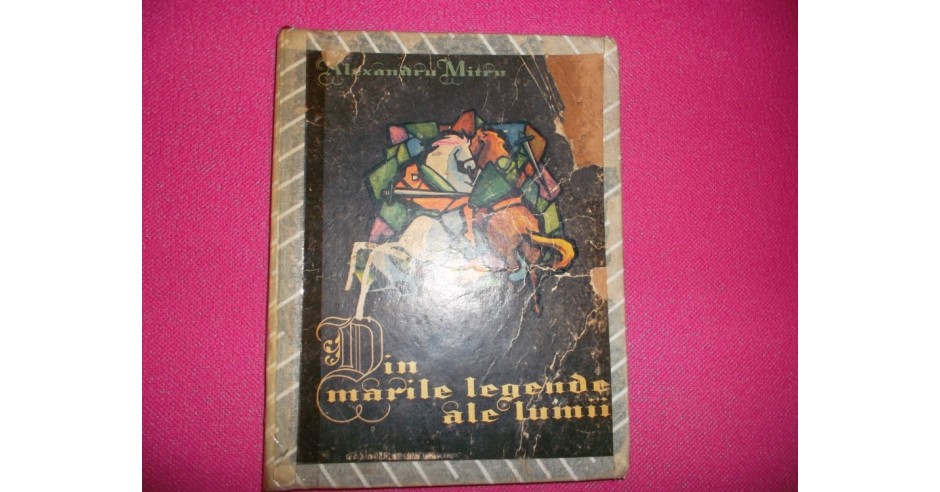 Alexandru Mitru
Din
marile legende
ale lumii